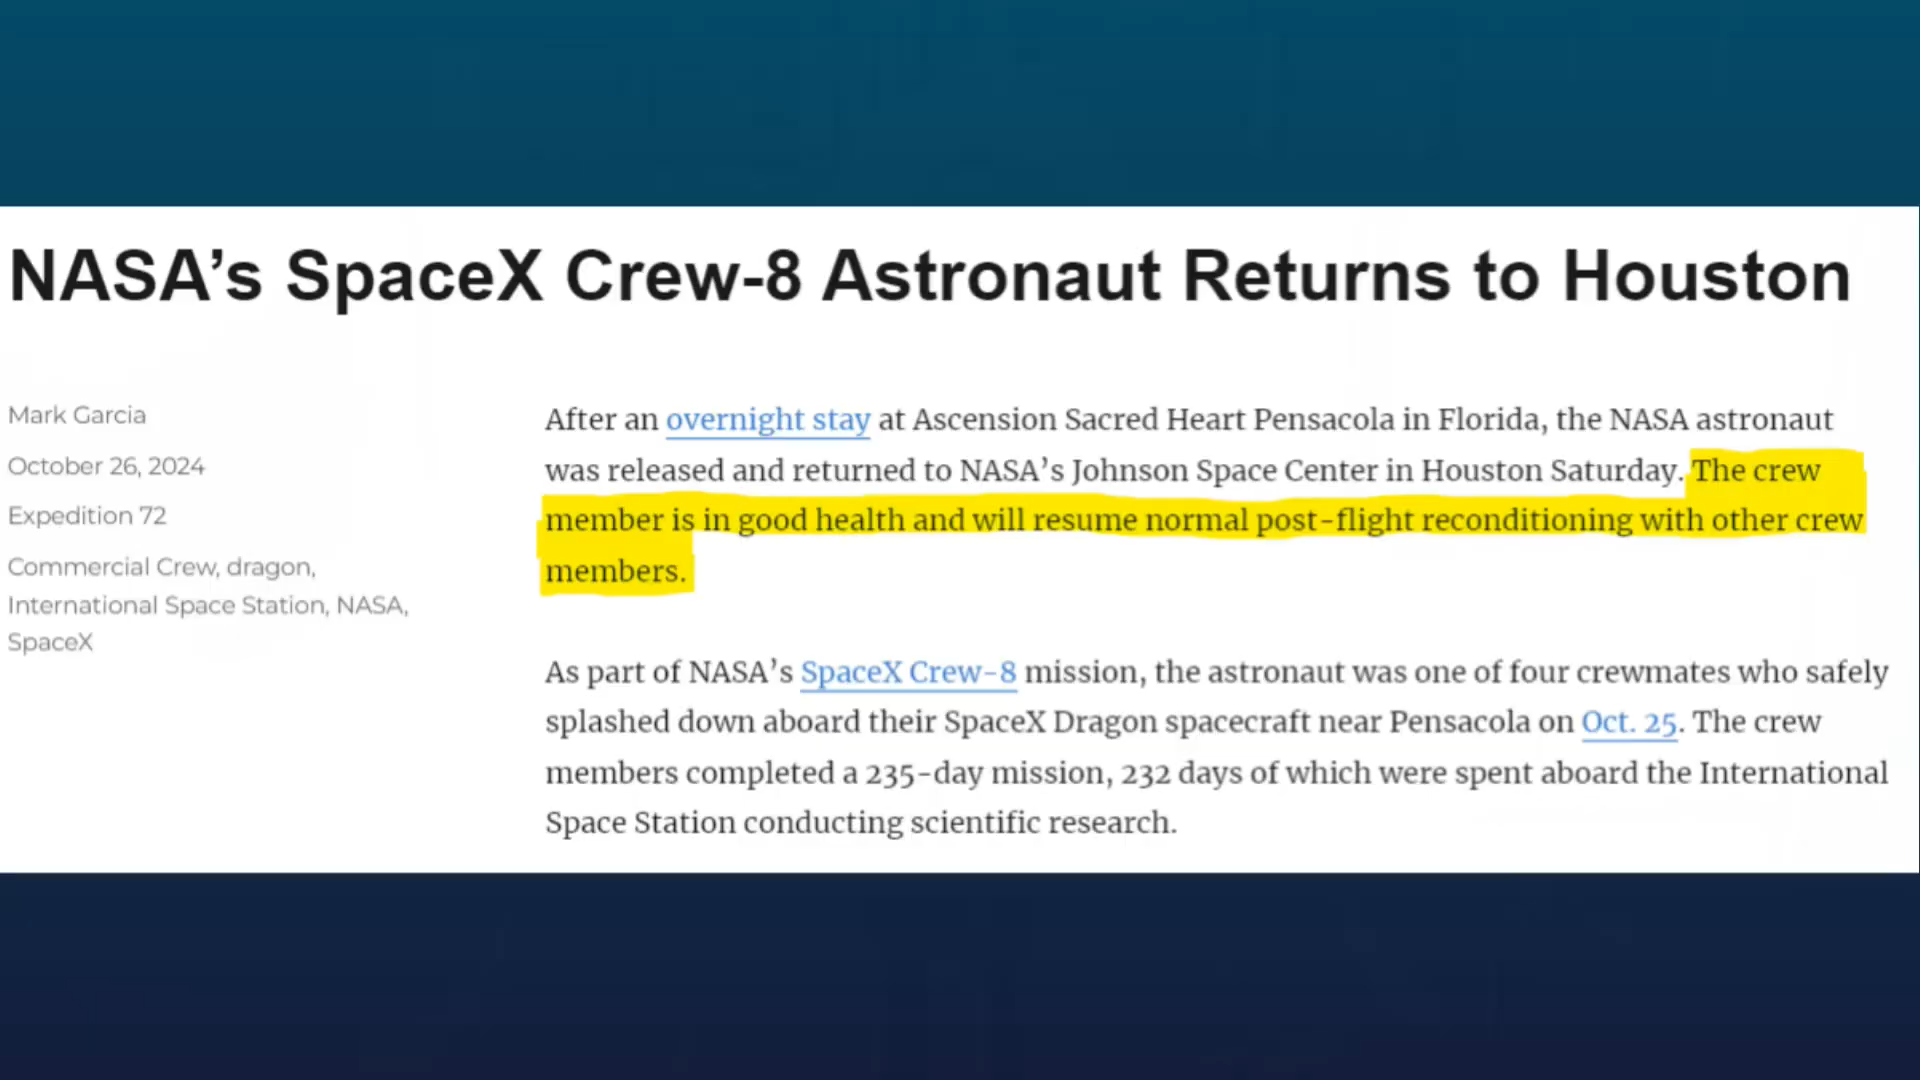 NASA’s SpaceX Crew-8 Astronaut Returns to Houston
Mark Garcia
October 26, 2024
Expedition 72
Commercial Crew, dragon,
International Space Station, NASA,
SpaceX
After an overnight stay at Ascension Sacred Heart Pensacola in Florida, the NASA astronaut
was released and returned to NASA’s Johnson Space Center in Houston Saturday. The crew
member is in good health and will resume normal post-flight reconditioning with other crew
members.
As part of NASA’s SpaceX Crew-8 mission, the astronaut was one of four crewmates who safely
splashed down aboard their SpaceX Dragon spacecraft near Pensacola on Oct. 25. The crew
members completed a 235-day mission, 232 days of which were spent aboard the International
Space Station conducting scientific research.